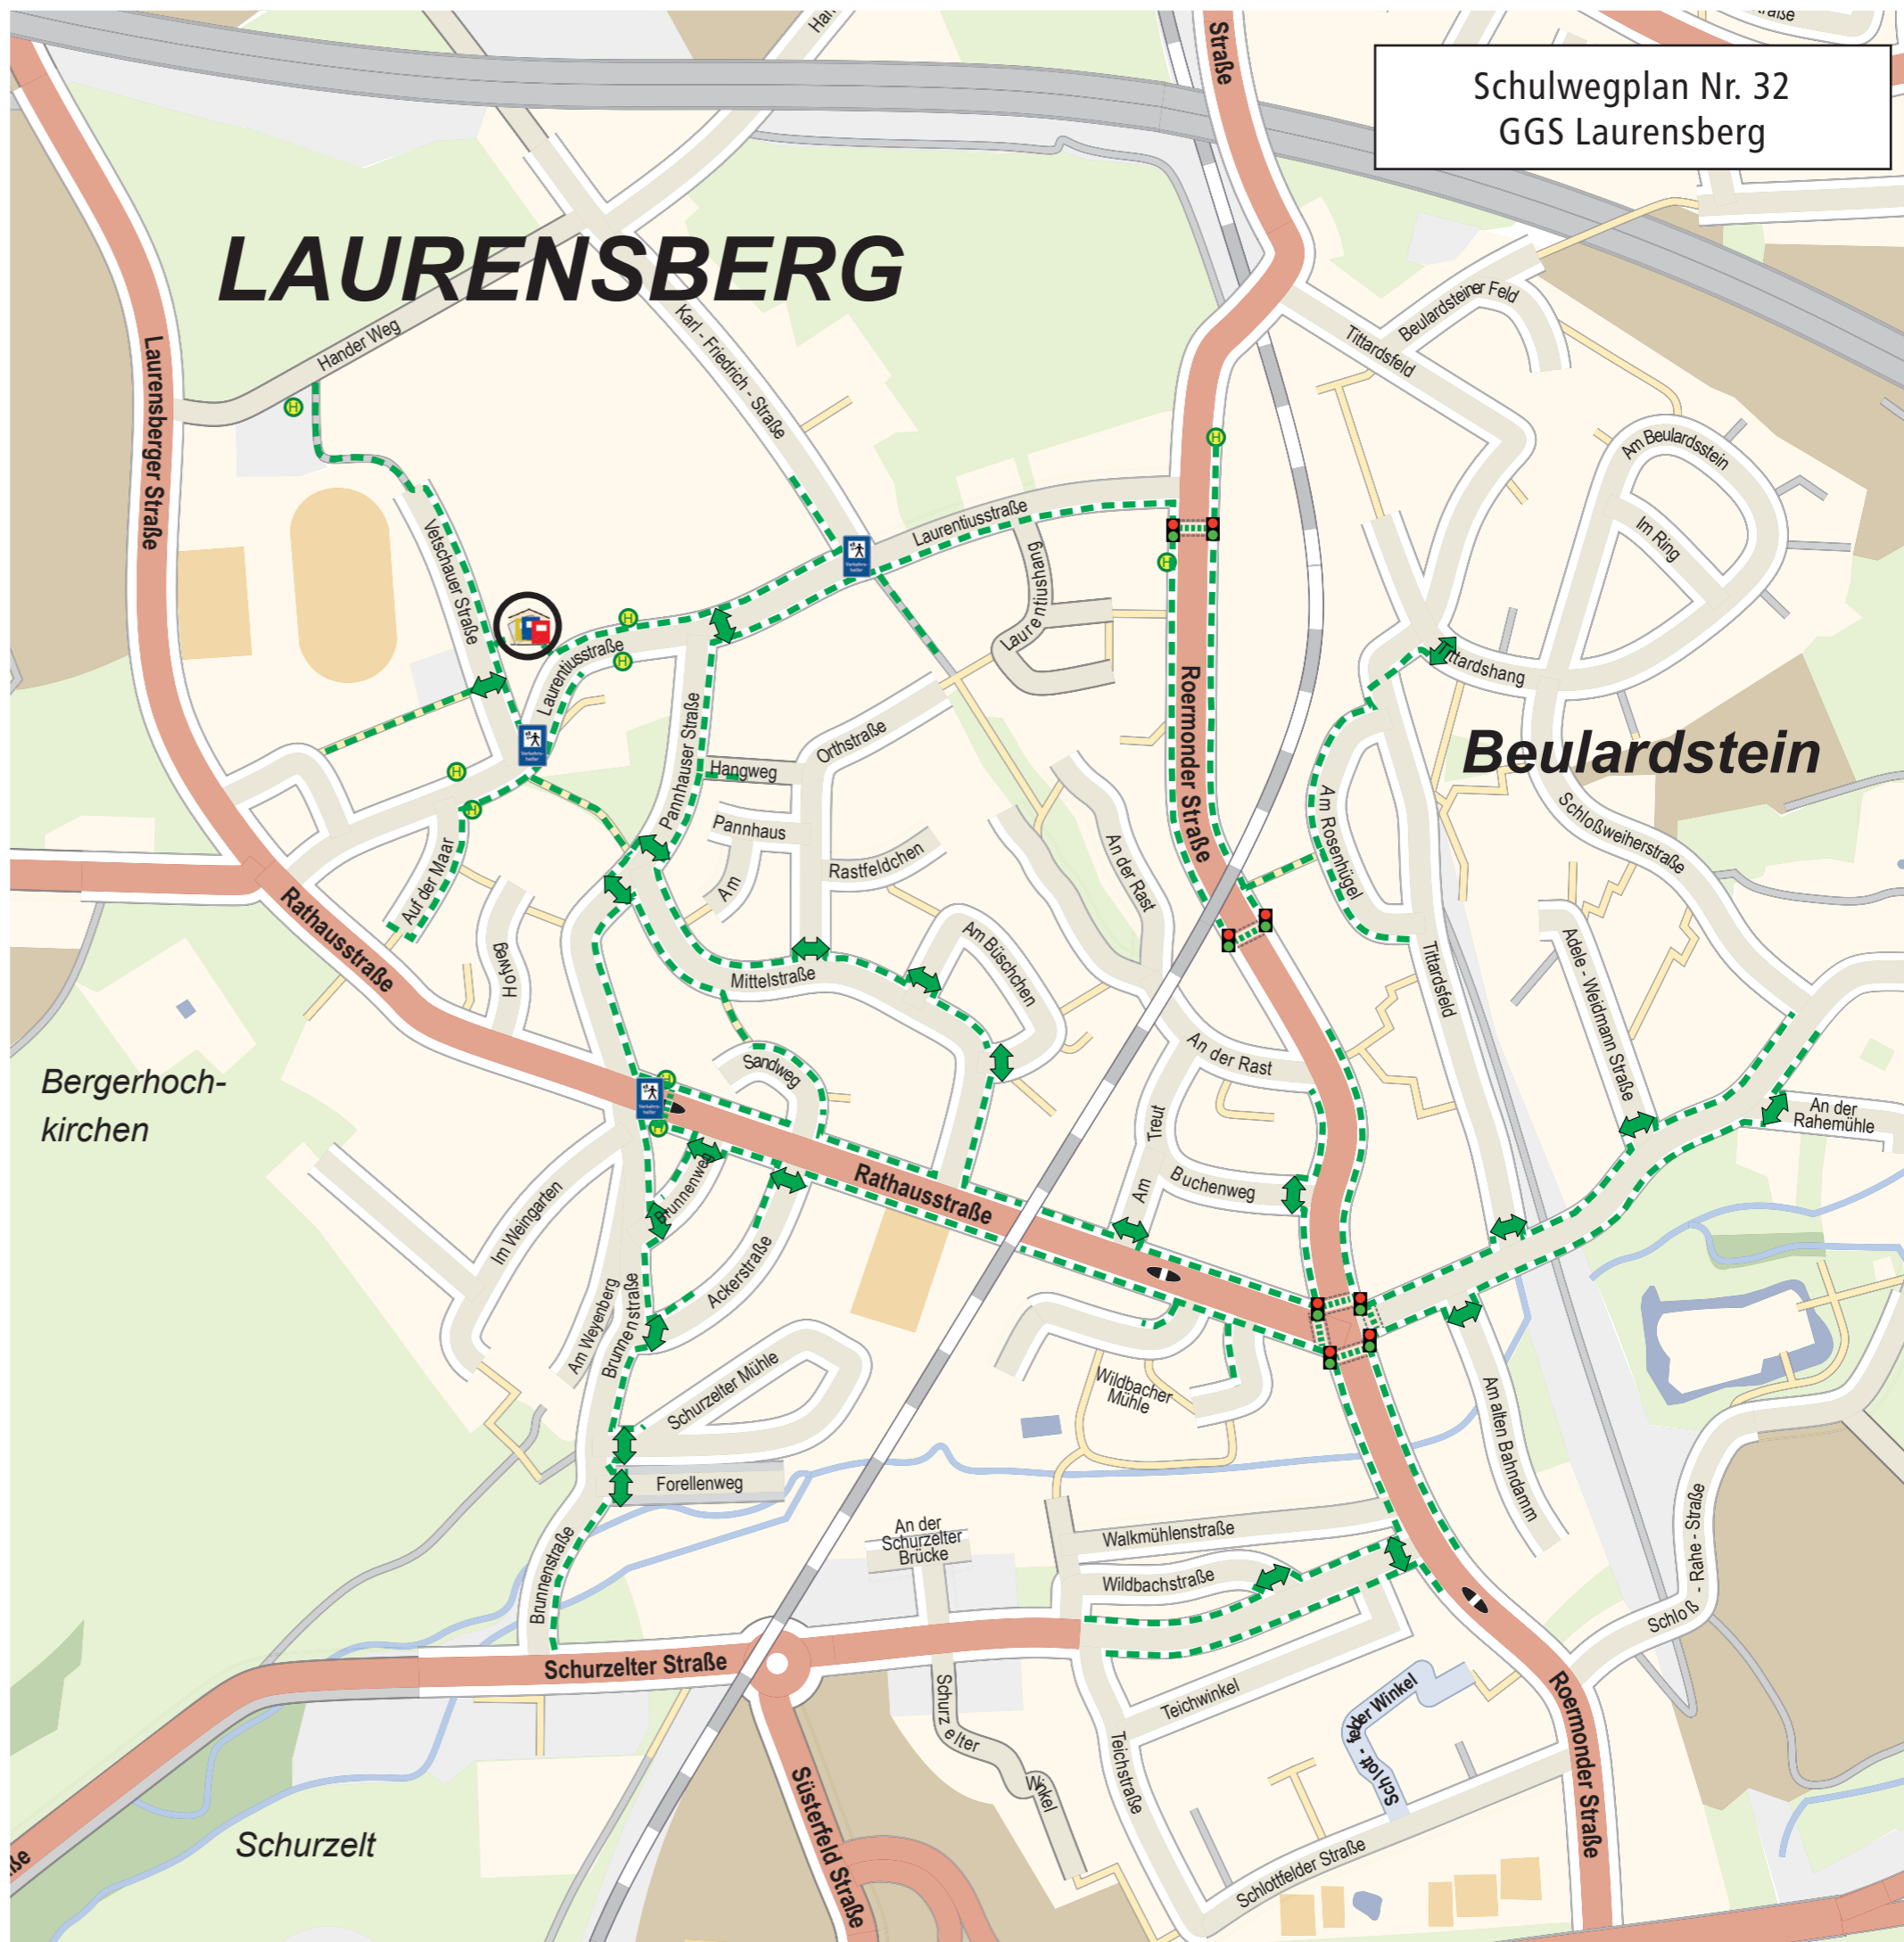 Schulwegplan Nr. 32
GGS Laurensberg
Straße
LAURENSBERG
Hander Weg
Karl - Friedrich - Straße
Laurensberger Straße
Beulardsteiner Feld
Tittardsfeld
Am Beulardsstein
Im Ring
Vetschauer Straße
Laurentiusstraße
Laurentiusstraße
Laurentiushang
Tittardshang
Beulardstein
Roermonder Straße
Pannhauser Straße
Orthstraße
Hangweg
Pannhaus
Am
Rastfeldchen
An der Rast
Am Rosenhügel
Schloßweiherstraße
Auf der Maar
Rathausstraße
Hofweg
Mittelstraße
Am Büschchen
Tittardsfeld
Adele - Weidmann Straße
Bergerhoch-
kirchen
Sandweg
An der Rast
An der
Rahemühle
Am Treut
Buchenweg
Rathausstraße
Brunnenweg
Im Weingarten
Ackerstraße
Am Weyenberg
Brunnenstraße
Schurzelter Mühle
Wildbacher
Mühle
Am alten Bahndamm
Forellenweg
An der
Schurzelter
Brücke
Walkmühlenstraße
Wildbachstraße
Brunnenstraße
Schloß - Rahe - Straße
Schurzelter Straße
Schurzelter Winkel
Teichwinkel
Teichstraße
Schlott - felder Winkel
Roermonder Straße
Süsterfeld Straße
Schlottfelder Straße
Schurzelt
H
H
H
H
H
H
H
H
H